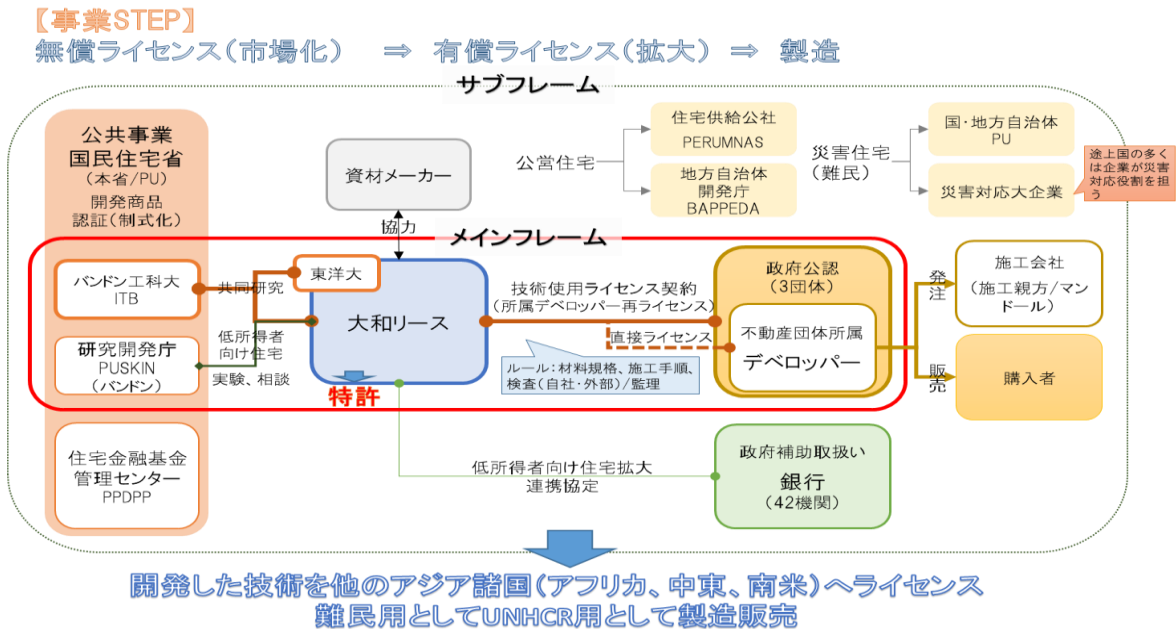 【事業STEP】
無償ライセンス(市場化) ⇒ 有償ライセンス(拡大) ⇒ 製造
サブフレーム
公共事業
国民住宅省
(本省/PU)
開発商品
認証(制式化)
資材メーカー
協力
公営住宅
住宅供給公社
PERUMNAS
地方自治体
開発庁
BAPPEDA
災害住宅
(難民)
国・地方自治体
PU
災害対応大企業
途上国の多く
は企業が災害
対応役割を担
う
メインフレーム
バンドン工科大
ITB
共同研究
東洋大
大和リース
特許
研究開発庁
PUSKIN
(バンドン)
低所得者
向け住宅
実験、相談
技術使用ライセンス契約
(所属デベロッパー再ライセンス)
直接ライセンス
ルール:材料規格、施工手順、
検査(自社・外部)/監理
政府公認
(3団体)
不動産団体所属
デベロッパー
発注
施工会社
(施工親方/マン
ドール)
販売
購入者
住宅金融基金
管理センター
PPDPP
低所得者向け住宅拡大
連携協定
政府補助取扱い
銀行
(42機関)
開発した技術を他のアジア諸国(アフリカ、中東、南米)へライセンス
難民用としてUNHCR用として製造販売